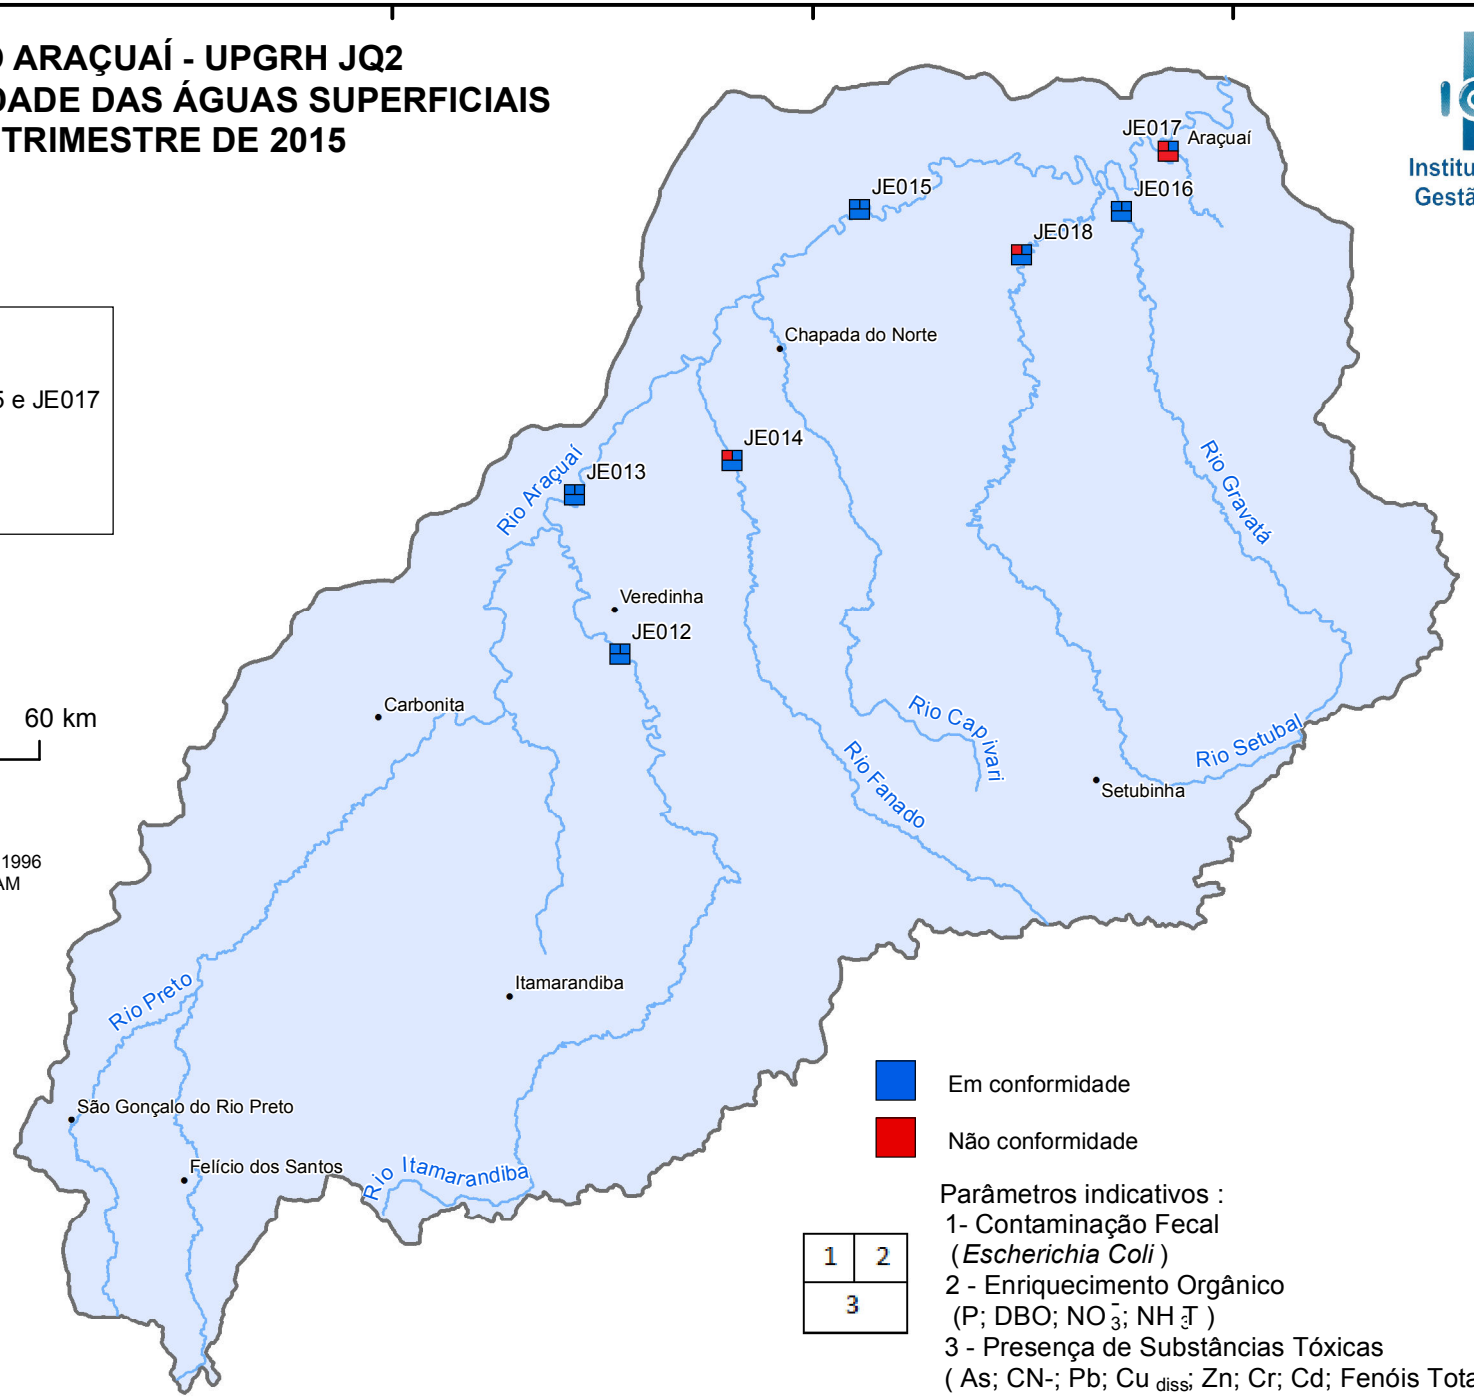 ARAÇUAÍ - UPGRH JQ2
DADE DAS ÁGUAS SUPERFICIAIS
TRIMESTRE DE 2015
JE017
Araçuaí
Institu
Gestã
JE015
JE016
JE018
Chapada do Norte
e JE017
JE014
Rio Araçuaí
JE013
Rio Gravatá
Veredinha
JE012
Carbonita
60 km
Rio Capivari
Rio Setubal
Rio Fanado
Setubinha
1996
AM
Itamarandiba
Rio Preto
Em conformidade
São Gonçalo do Rio Preto
Não conformidade
Felício dos Santos
Rio Itamarandiba
Parâmetros indicativos :
1- Contaminação Fecal
(Escherichia Coli )
1 2
3
2 - Enriquecimento Orgânico
(P; DBO; NO3-; NH3T )
3 - Presença de Substâncias Tóxicas
( As; CN-; Pb; Cu diss; Zn; Cr; Cd; Fenóis Tota